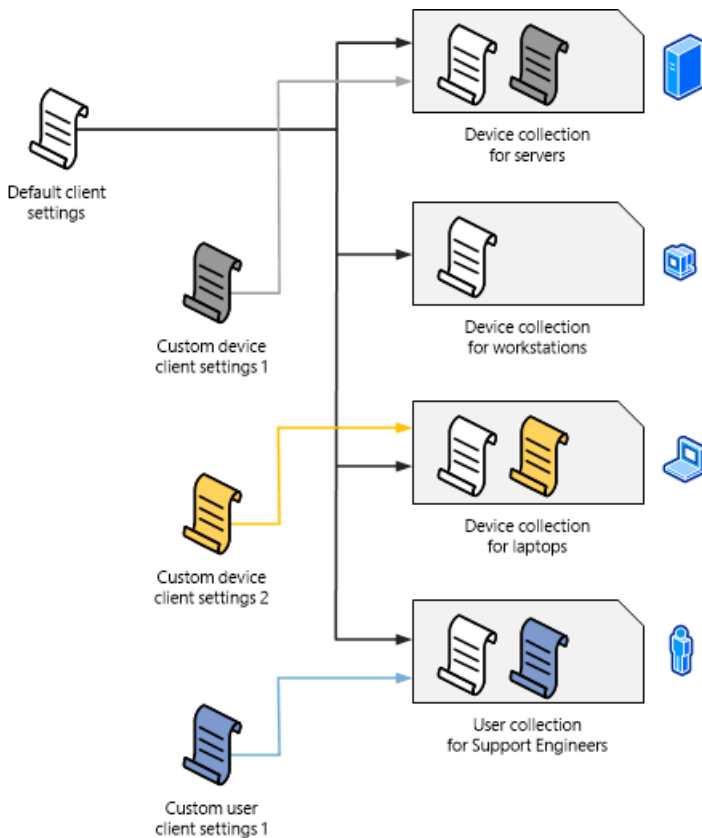 Device collection
for servers
Default client
settings
Custom device
client settings 1
Device collection
for workstations
Custom device
client settings 2
Device collection
for laptops
User collection
for Support Engineers
Custom user
client settings 1